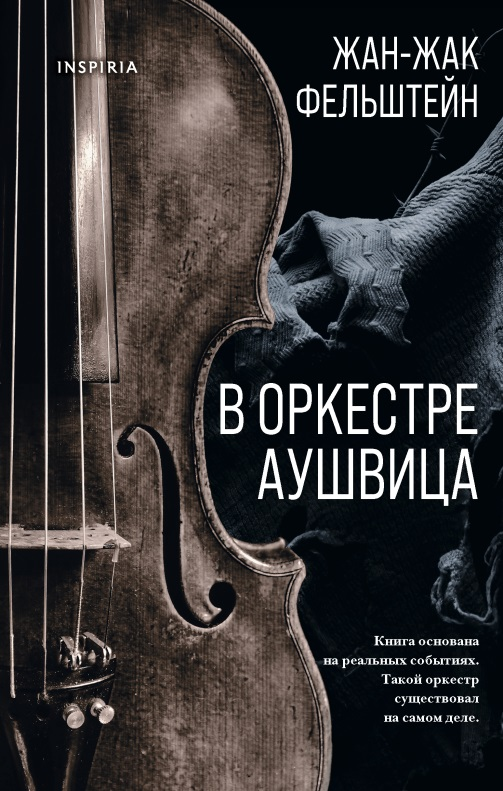 INSPIRIA
ЖАН-ЖАК
ФЕЛЬШТЕЙН
В ОРКЕСТРЕ
АУШВИЦА
Книга основана
на реальных событиях.
Такой оркестр
существовал
на самом деле.